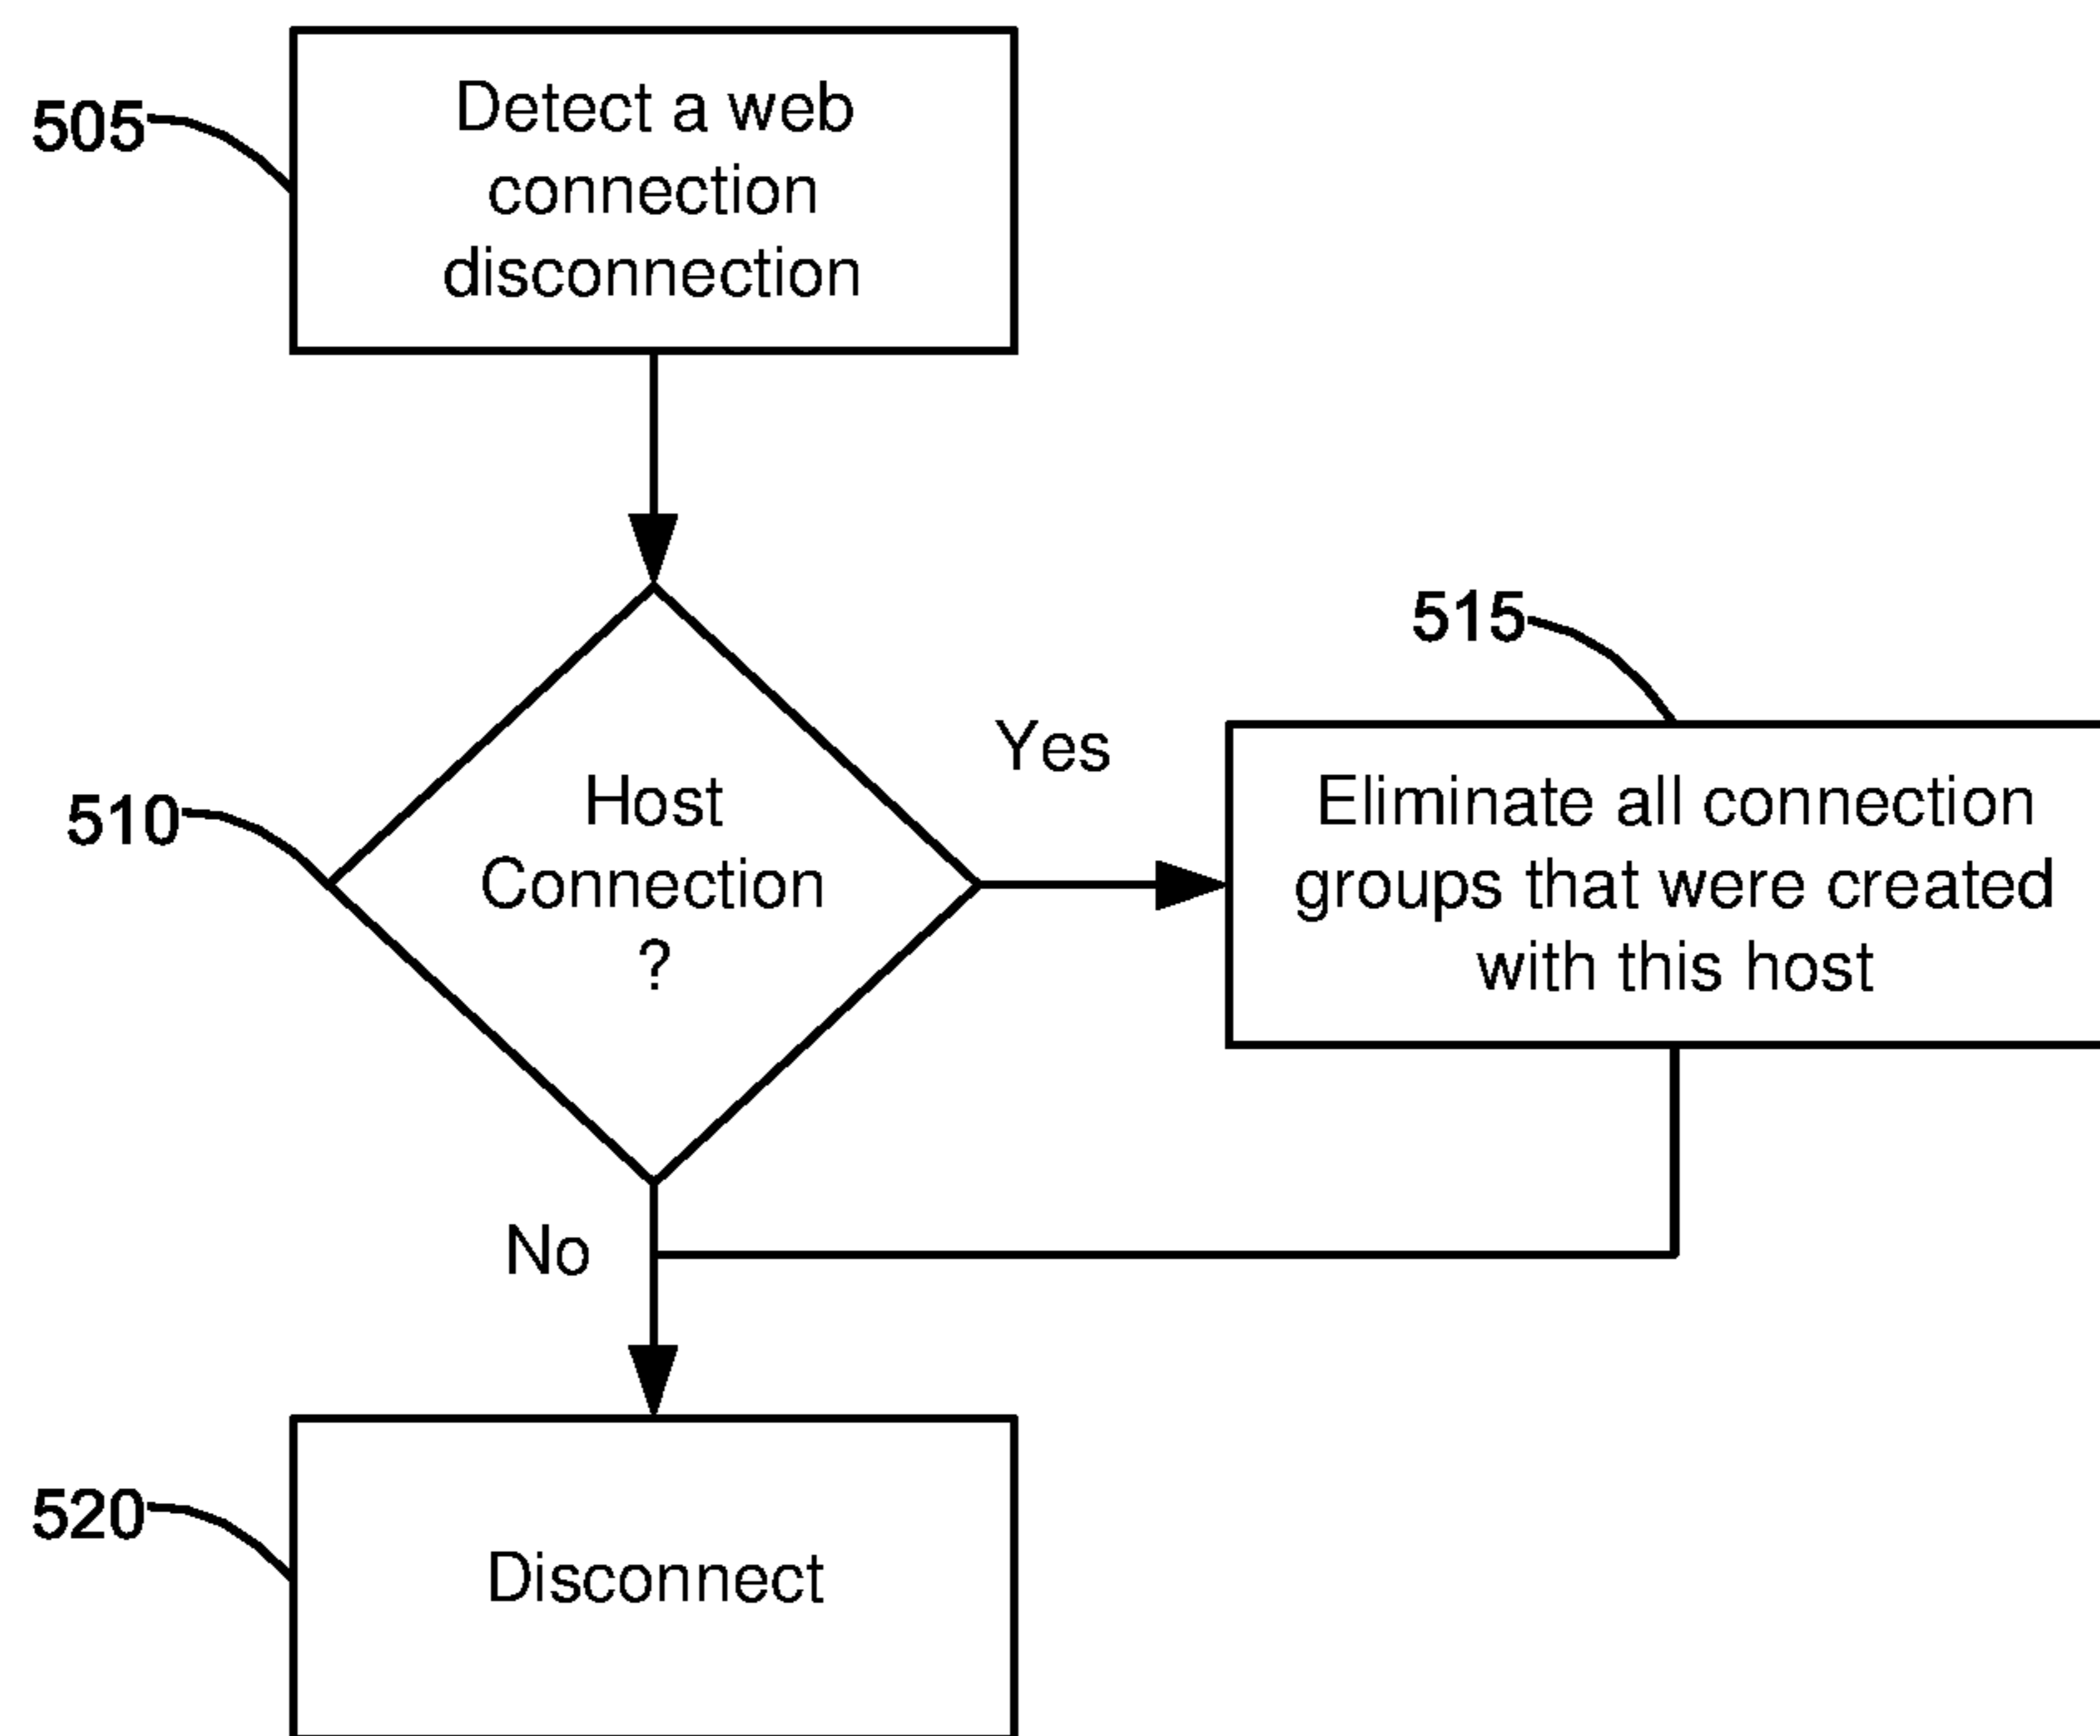 505
Detect a web
connection
disconnection
510
Host
Connection
?
Yes
515
Eliminate all connection
groups that were created
with this host
No
520
Disconnect